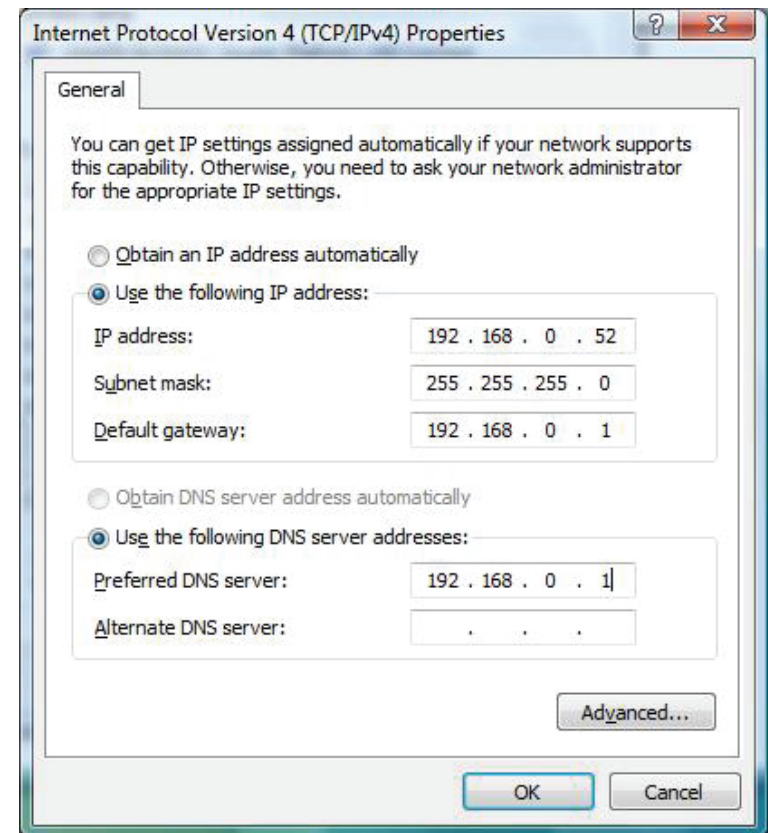 Internet Protocol Version 4 (TCP/IPv4) Properties
General
You can get IP settings assigned automatically if your network supports
this capability. Otherwise, you need to ask your network administrator
for the appropriate IP settings.
Obtain an IP address automatically
Use the following IP address:
IP address: 192 . 168 . 0 . 52
Subnet mask: 255 . 255 . 255 . 0
Default gateway: 192 . 168 . 0 . 1
Obtain DNS server address automatically
Use the following DNS server addresses:
Preferred DNS server: 192 . 168 . 0 . 1
Alternate DNS server: . . .
Advanced...
OK Cancel